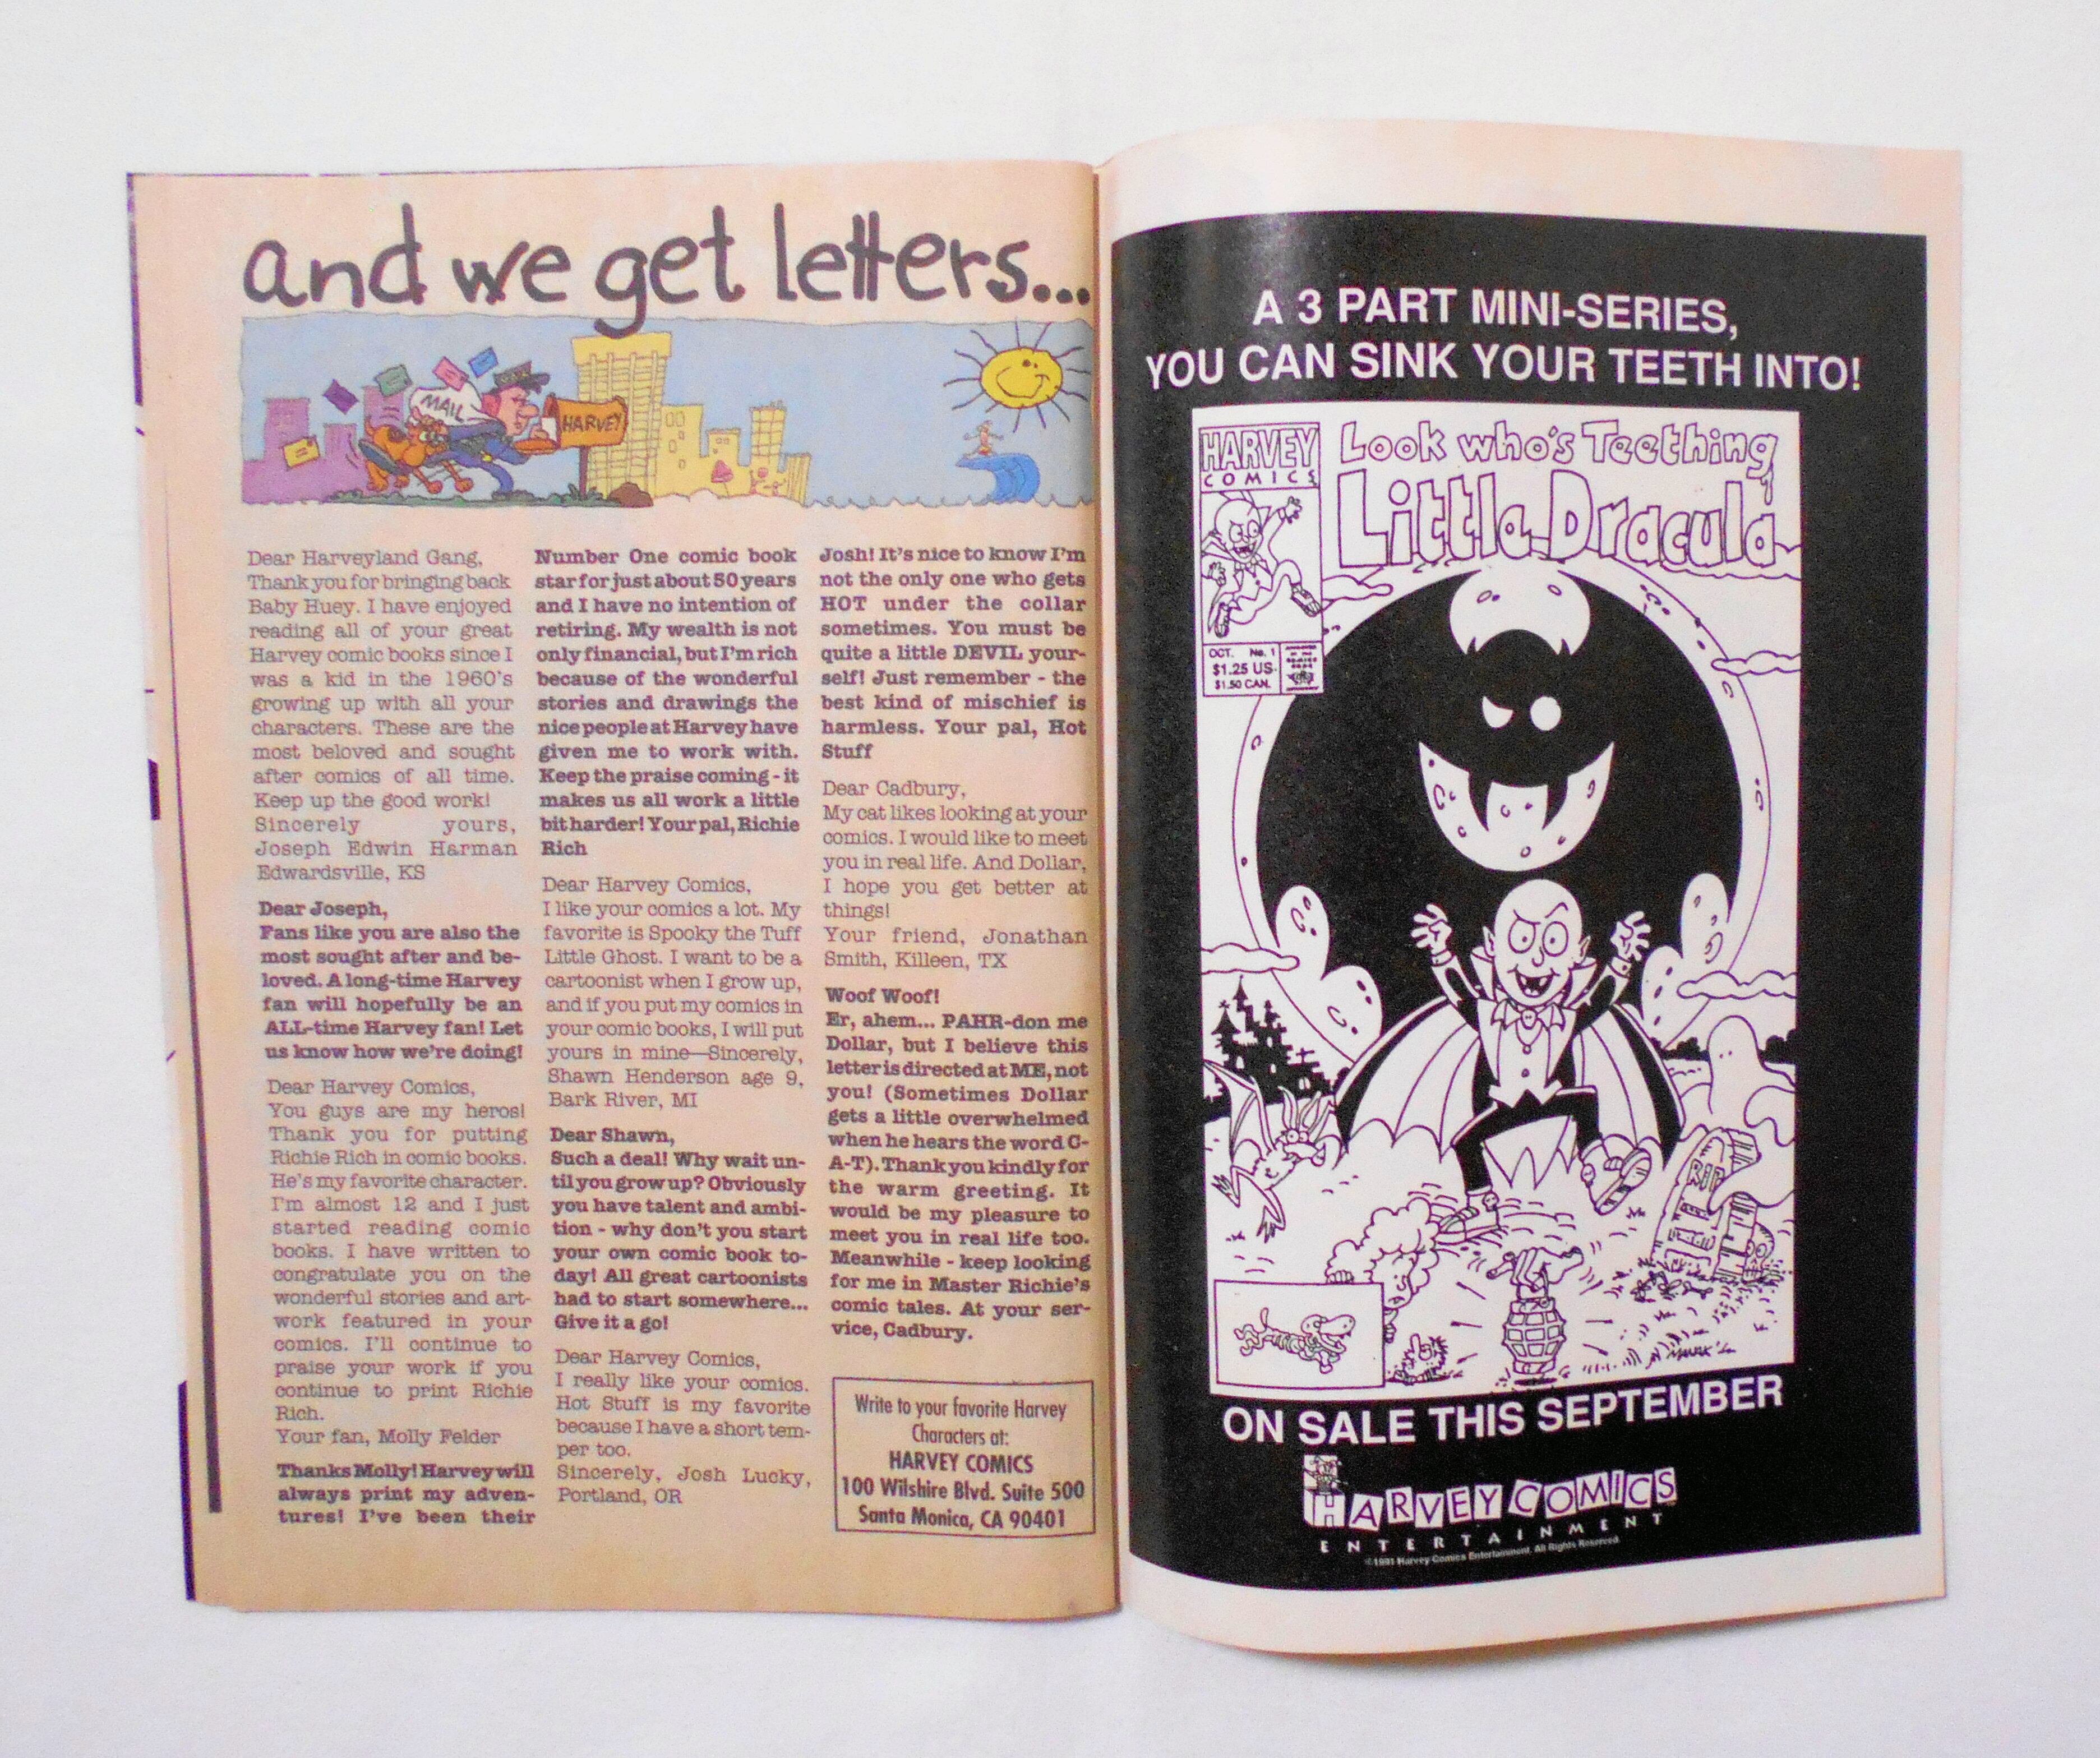 and we get letters...
MAIL
HARVEY
Dear Harveyland Gang,
Thank you for bringing back
Baby Huey. I have enjoyed
reading all of your great
Harvey comic books since I
was a kid in the 1960's
growing up with all your
characters. These are the
most beloved and sought
after comics of all time.
Keep up the good work!
Sincerely yours,
Joseph Edwin Harman
Edwardsville, KS
Dear Joseph,
Fans like you are also the
most sought after and be-
loved. A long-time Harvey
fan will hopefully be an
ALL-time Harvey fan! Let
us know how we're doing!
Dear Harvey Comics,
You guys are my heros!
Thank you for putting
Richie Rich in comic books.
He's my favorite character.
I'm almost 12 and I just
started reading comic
books. I have written to
congratulate you on the
wonderful stories and art-
work featured in your
comics. I'll continue to
praise your work if you
continue to print Richie
Rich.
Your fan, Molly Felder
Thanks Molly! Harvey will
always print my adven-
tures! I've been their
Number One comic book
star for just about 50 years
and I have no intention of
retiring. My wealth is not
only financial, but I'm rich
because of the wonderful
stories and drawings the
nice people at Harvey have
given me to work with.
Keep the praise coming - it
makes us all work a little
bit harder! Your pal, Richie
Rich
Dear Harvey Comics,
I like your comics a lot. My
favorite is Spooky the Tuff
Little Ghost. I want to be a
cartoonist when I grow up,
and if you put my comics in
your comic books, I will put
yours in mine—Sincerely,
Shawn Henderson age 9,
Bark River, MI
Dear Shawn,
Such a deal! Why wait un-
til you grow up? Obviously
you have talent and ambi-
tion - why don't you start
your own comic book to-
day! All great cartoonists
had to start somewhere...
Give it a go!
Dear Harvey Comics,
I really like your comics.
Hot Stuff is my favorite
because I have a short tem-
per too.
Sincerely, Josh Lucky,
Portland, OR
Josh! It's nice to know I'm
not the only one who gets
HOT under the collar
sometimes. You must be
quite a little DEVIL your-
self! Just remember - the
best kind of mischief is
harmless. Your pal, Hot
Stuff
Dear Cadbury,
My cat likes looking at your
comics. I would like to meet
you in real life. And Dollar,
I hope you get better at
things!
Your friend, Jonathan
Smith, Killeen, TX
Woof Woof!
Er, ahem... PAHR-don me
Dollar, but I believe this
letter is directed at ME, not
you! (Sometimes Dollar
gets a little overwhelmed
when he hears the word C-
A-T). Thank you kindly for
the warm greeting. It
would be my pleasure to
meet you in real life too.
Meanwhile - keep looking
for me in Master Richie's
comic tales. At your ser-
vice, Cadbury.
Write to your favorite Harvey
Characters at:
HARVEY COMICS
100 Wilshire Blvd. Suite 500
Santa Monica, CA 90401
A 3 PART MINI-SERIES,
YOU CAN SINK YOUR TEETH INTO!
HARVEY
COMICS
Look who's Teething
Little Dracula
OCT. No. 1
$1.25 US
$1.50 CAN.
RIP
ON SALE THIS SEPTEMBER
HARVEY COMICS
ENTERTAINMENT
©1991 Harvey Comics Entertainment. All Rights Reserved.